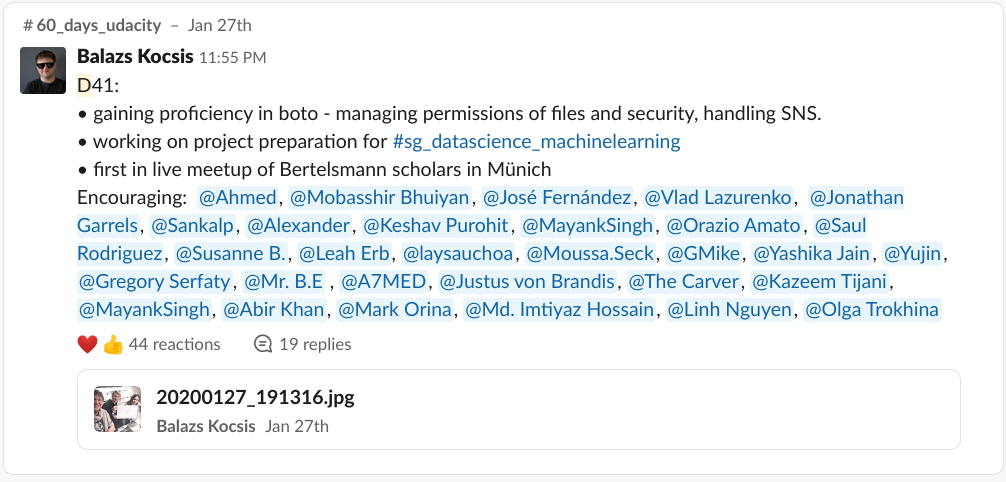 # 60_days_udacity – Jan 27th
Balazs Kocsis 11:55 PM
D41:
• gaining proficiency in boto - managing permissions of files and security, handling SNS.
• working on project preparation for #sg_datascience_machinelearning
• first in live meetup of Bertelsmann scholars in Münich
Encouraging: @Ahmed, @Mobasshir Bhuiyan, @José Fernández, @Vlad Lazurenko, @Jonathan
Garrels, @Sankalp, @Alexander, @Keshav Purohit, @MayankSingh, @Orazio Amato, @Saul
Rodriguez, @Susanne B., @Leah Erb, @laysauchoa, @Moussa.Seck, @GMike, @Yashika Jain, @Yujin,
@Gregory Serfaty, @Mr. B.E , @A7MED, @Justus von Brandis, @The Carver, @Kazeem Tijani,
@MayankSingh, @Abir Khan, @Mark Orina, @Md. Imtiyaz Hossain, @Linh Nguyen, @Olga Trokhina
44 reactions 19 replies
20200127_191316.jpg
Balazs Kocsis Jan 27th